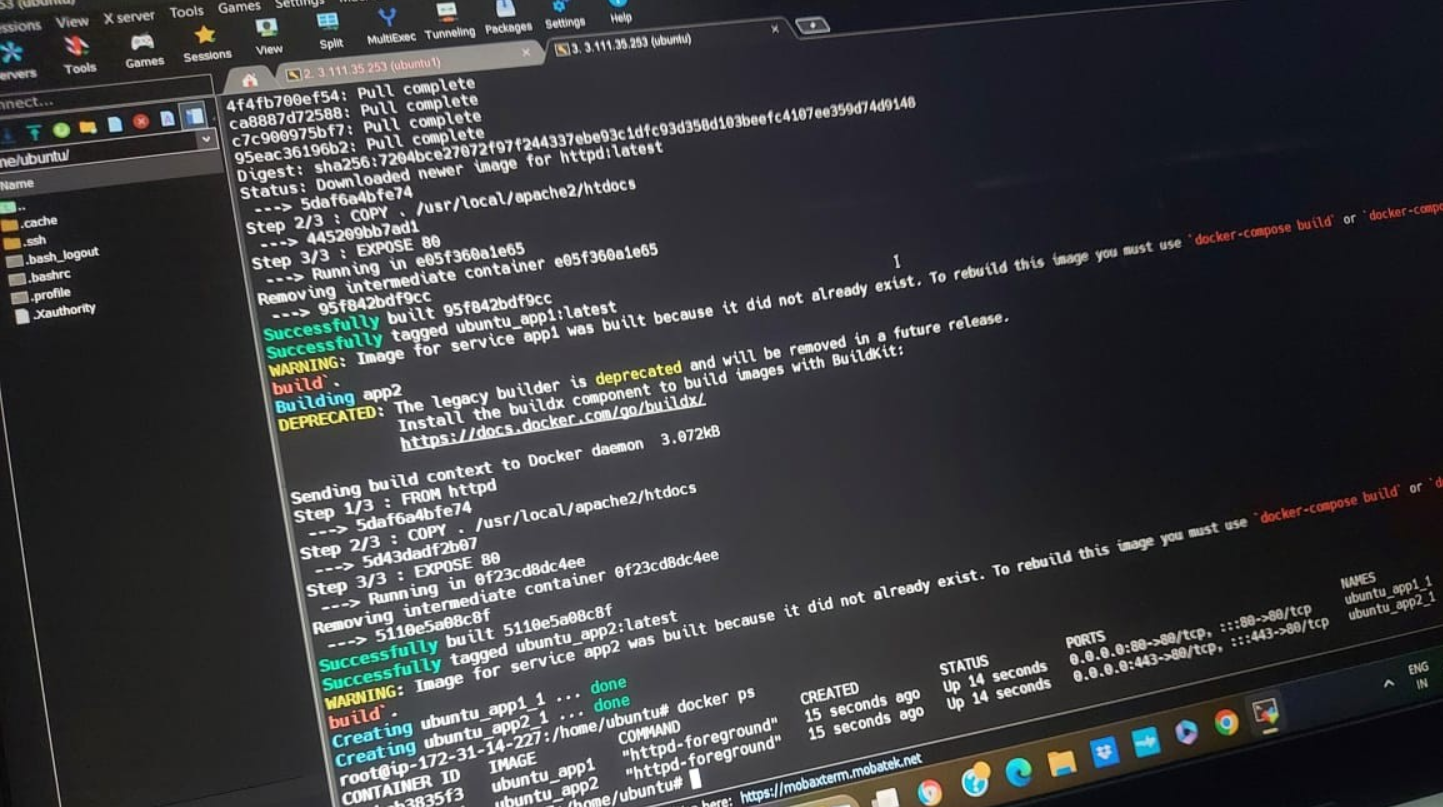 View X server Tools Games Settings
Servers Tools Games Sessions View Split MultiExec Tunneling Packages Settings Help
2. 3.111.35.253 (ubuntu1)
3. 3.111.35.253 (ubuntu)
Name
..
.cache
.ssh
.bash_logout
.bashrc
.profile
.Xauthority
4f4fb700ef54: Pull complete
ca8887d72588: Pull complete
c7c900975bf7: Pull complete
95eac36196b2: Pull complete
Digest: sha256:7204bce27072f97f244337ebe93c1dfc93d358d103beefc4107ee359d74d9148
Status: Downloaded newer image for httpd:latest
---> 5daf6a4bfe74
Step 2/3 : COPY . /usr/local/apache2/htdocs
---> 445209bb7ad1
Step 3/3 : EXPOSE 80
---> Running in e05f360a1e65
Removing intermediate container e05f360a1e65
---> 95f842bdf9cc
Successfully built 95f842bdf9cc
Successfully tagged ubuntu_app1:latest
WARNING: Image for service app1 was built because it did not already exist. To rebuild this image you must use `docker-compose build` or `docker-compo
build`.
Building app2
DEPRECATED: The legacy builder is deprecated and will be removed in a future release.
Install the buildx component to build images with BuildKit:
https://docs.docker.com/go/buildx/
Sending build context to Docker daemon 3.072kB
Step 1/3 : FROM httpd
---> 5daf6a4bfe74
Step 2/3 : COPY . /usr/local/apache2/htdocs
---> 5d43dadf2b07
Step 3/3 : EXPOSE 80
---> Running in 0f23cd8dc4ee
Removing intermediate container 0f23cd8dc4ee
---> 5110e5a08c8f
Successfully built 5110e5a08c8f
Successfully tagged ubuntu_app2:latest
WARNING: Image for service app2 was built because it did not already exist. To rebuild this image you must use `docker-compose build` or `d
build`.
Creating ubuntu_app1_1 ... done
Creating ubuntu_app2_1 ... done
root@ip-172-31-14-227:/home/ubuntu# docker ps
CONTAINER ID IMAGE COMMAND CREATED STATUS PORTS NAMES
ubuntu_app1 "httpd-foreground" 15 seconds ago Up 14 seconds 0.0.0.0:80->80/tcp, :::80->80/tcp ubuntu_app1_1
ubuntu_app2 "httpd-foreground" 15 seconds ago Up 14 seconds 0.0.0.0:443->80/tcp, :::443->80/tcp ubuntu_app2_1
/home/ubuntu#
here: https://mobaxterm.mobatek.net
ENG
IN